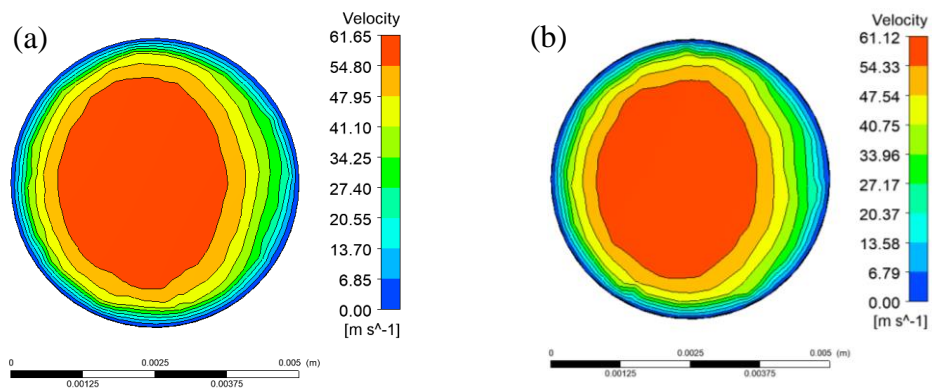 (a)
Velocity
61.65
54.80
47.95
41.10
34.25
27.40
20.55
13.70
6.85
0.00
[m s^-1]
0 0.0025 0.005 (m)
0.00125 0.00375
(b)
Velocity
61.12
54.33
47.54
40.75
33.96
27.17
20.37
13.58
6.79
0.00
[m s^-1]
0 0.0025 0.005 (m)
0.00125 0.00375